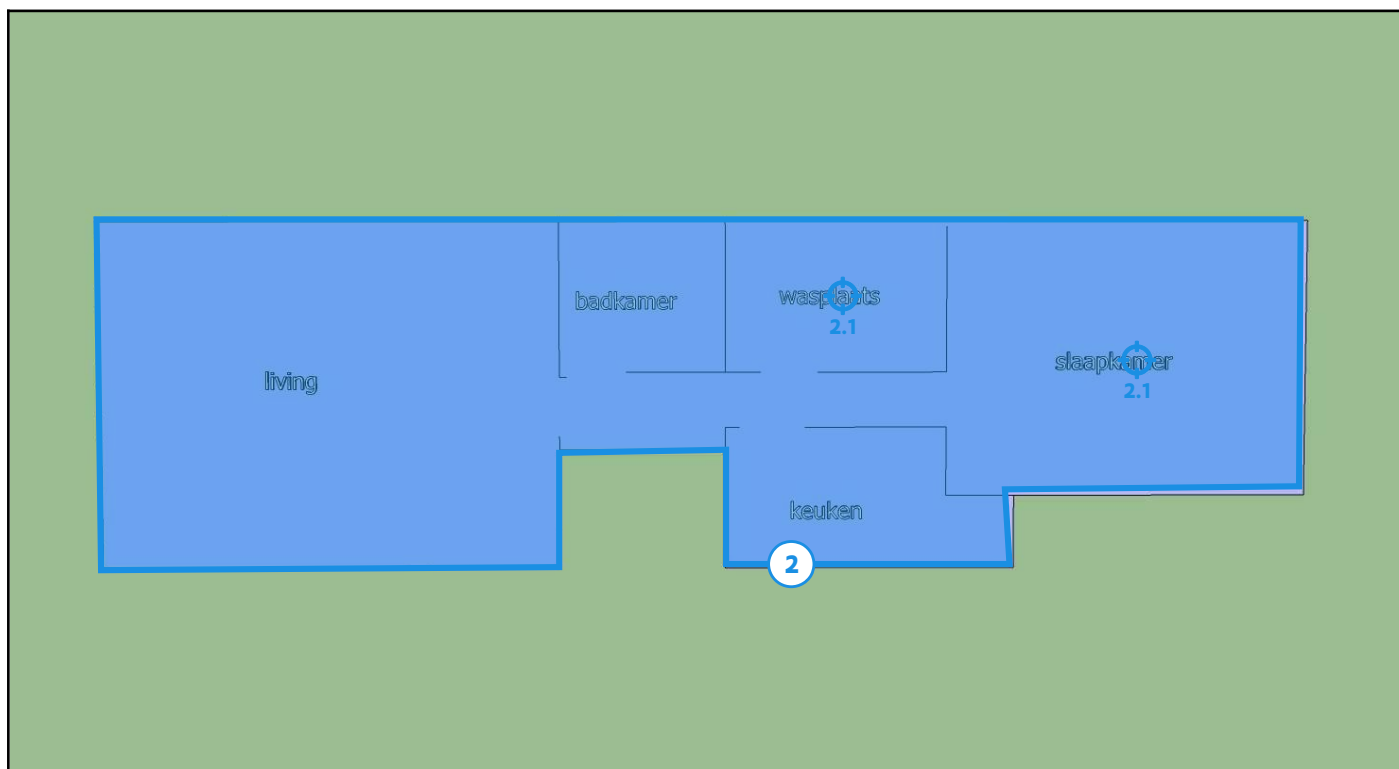 badkamer
wasplaats
2.1
living
slaapkamer
2.1
keuken
2